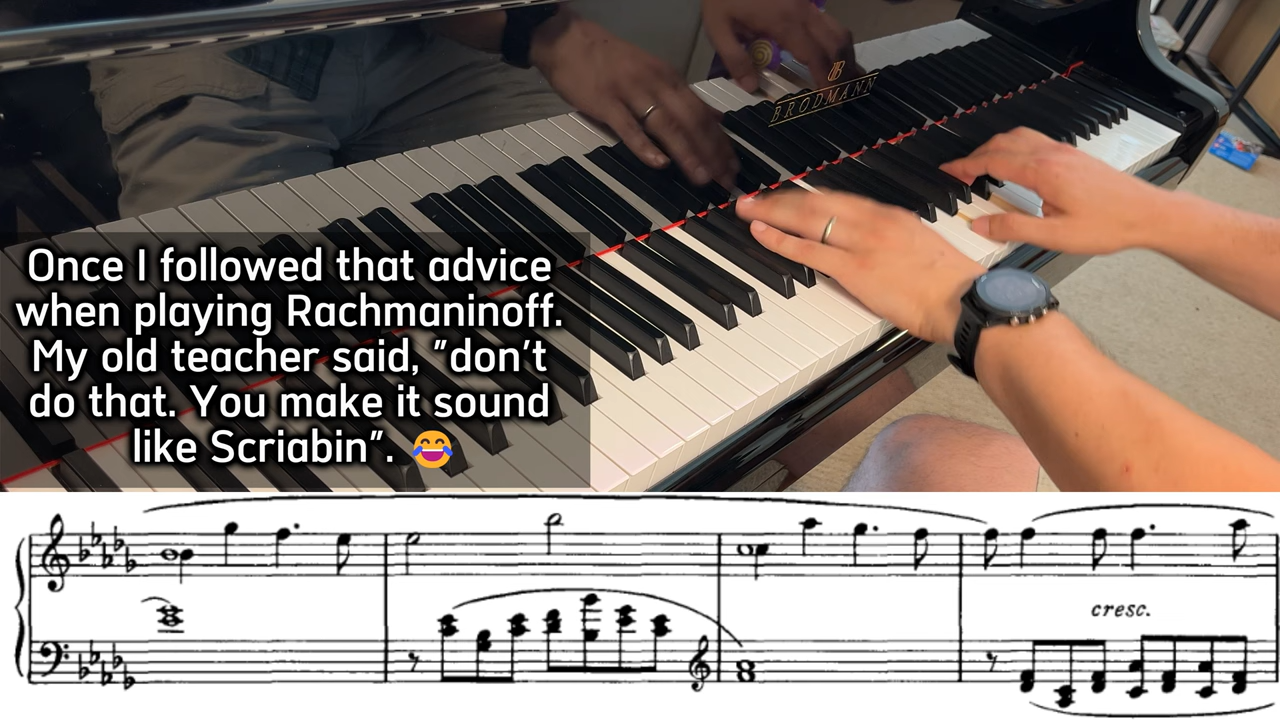 BRODMANN
Once I followed that advice
when playing Rachmaninoff.
My old teacher said, "don't
do that. You make it sound
like Scriabin". 😂
cresc.